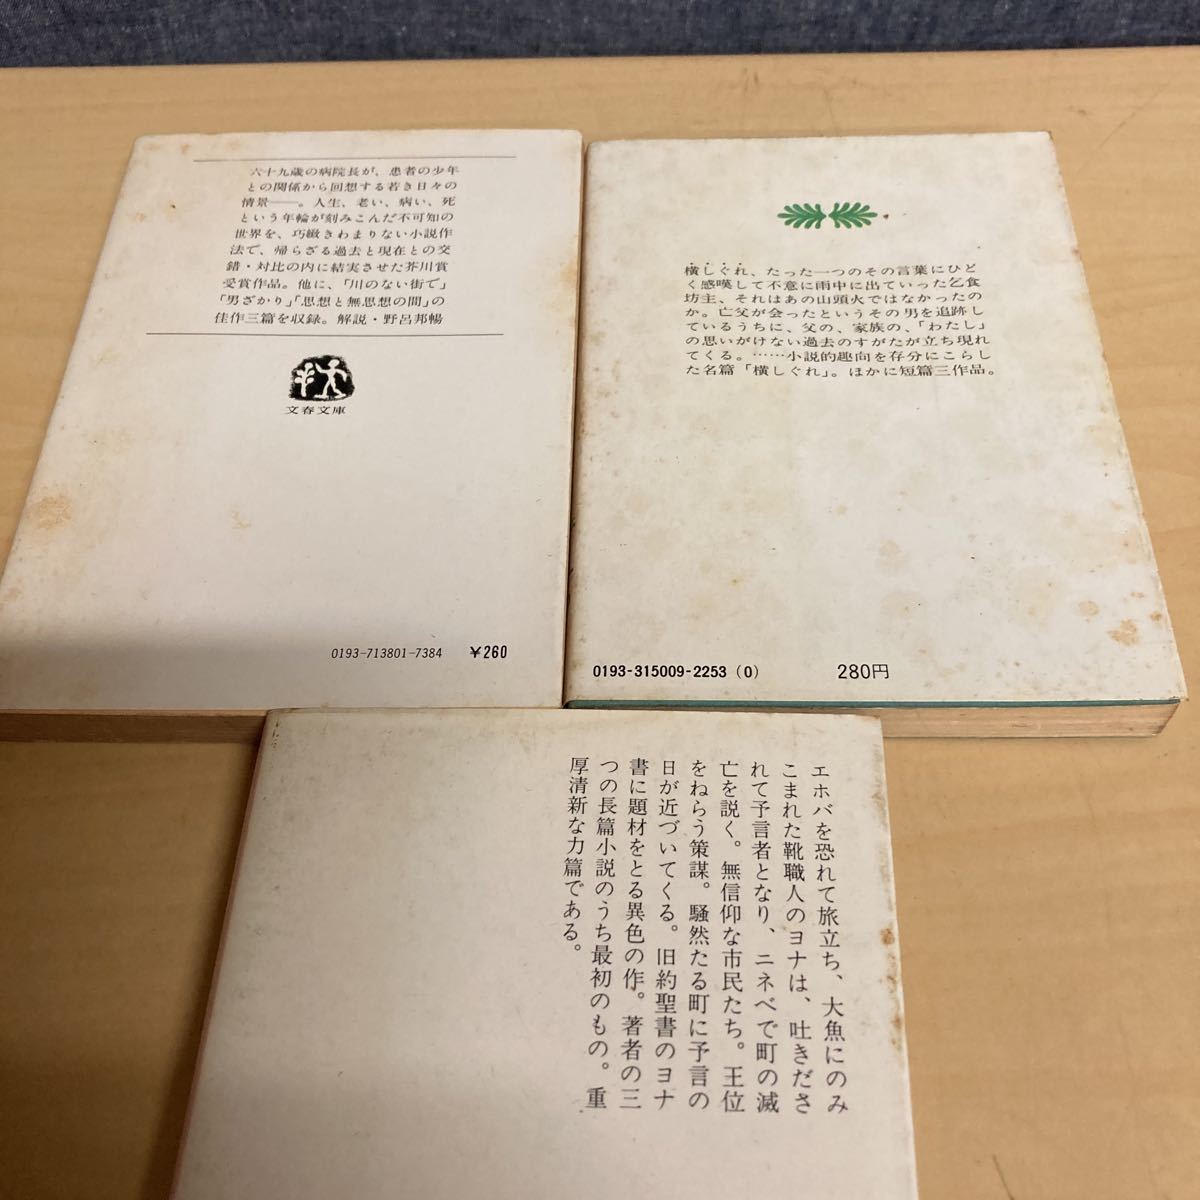 六十九歳の病院長が、患者の少年
との関係から回想する若き日々の
情景――。人生、老い、病い、死
という年輪が刻みこんだ不可知の
世界を、巧緻きわまりない小説作
法で、帰らざる過去と現在との交
錯・対比の内に結実させた芥川賞
受賞作品。他に、「川のない街で」
「男ざかり」「思想と無思想の間」の
佳作三篇を収録。解説・野呂邦暢
文春文庫
0193-713801-7384 ¥260
横しぐれ、たった一つのその言葉にひど
く感嘆して不意に雨中に出ていった乞食
坊主、それはあの山頭火ではなかったの
か。亡父が会ったというその男を追跡し
ているうちに、父の、家族の、「わたし」
の思いがけない過去のすがたが立ち現れ
てくる。……小説的趣向を存分にこらし
た名篇「横しぐれ」。ほかに短篇三作品。
0193-315009-2253 (0) 280円
エホバを恐れて旅立ち、大魚にのみ
こまれた靴職人のヨナは、吐きださ
れて予言者となり、ニネベで町の滅
亡を説く。無信仰な市民たち。王位
をねらう策謀。騒然たる町に予言の
日が近づいてくる。旧約聖書のヨナ
書に題材をとる異色の作。著者の三
つの長篇小説のうち最初のもの。重
厚清新な力篇である。